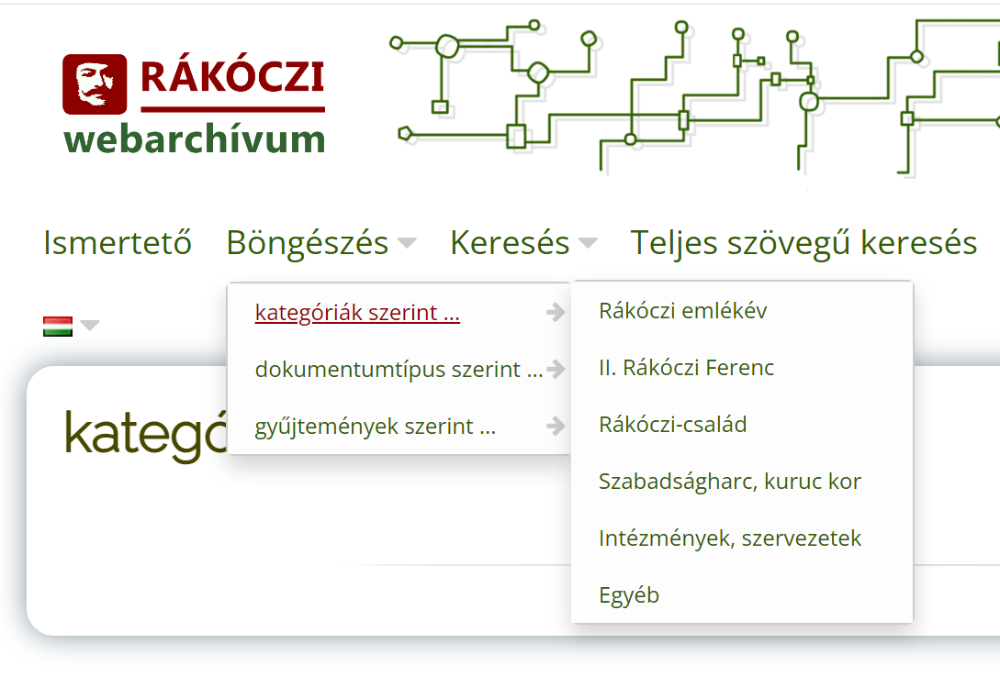 RÁKÓCZI
webarchívum
Ismertető Böngészés Keresés Teljes szövegű keresés
kategóriák szerint ...
dokumentumtípus szerint ...
gyűjtemények szerint ...
Rákóczi emlékév
II. Rákóczi Ferenc
Rákóczi-család
Szabadságharc, kuruc kor
Intézmények, szervezetek
Egyéb
kategó